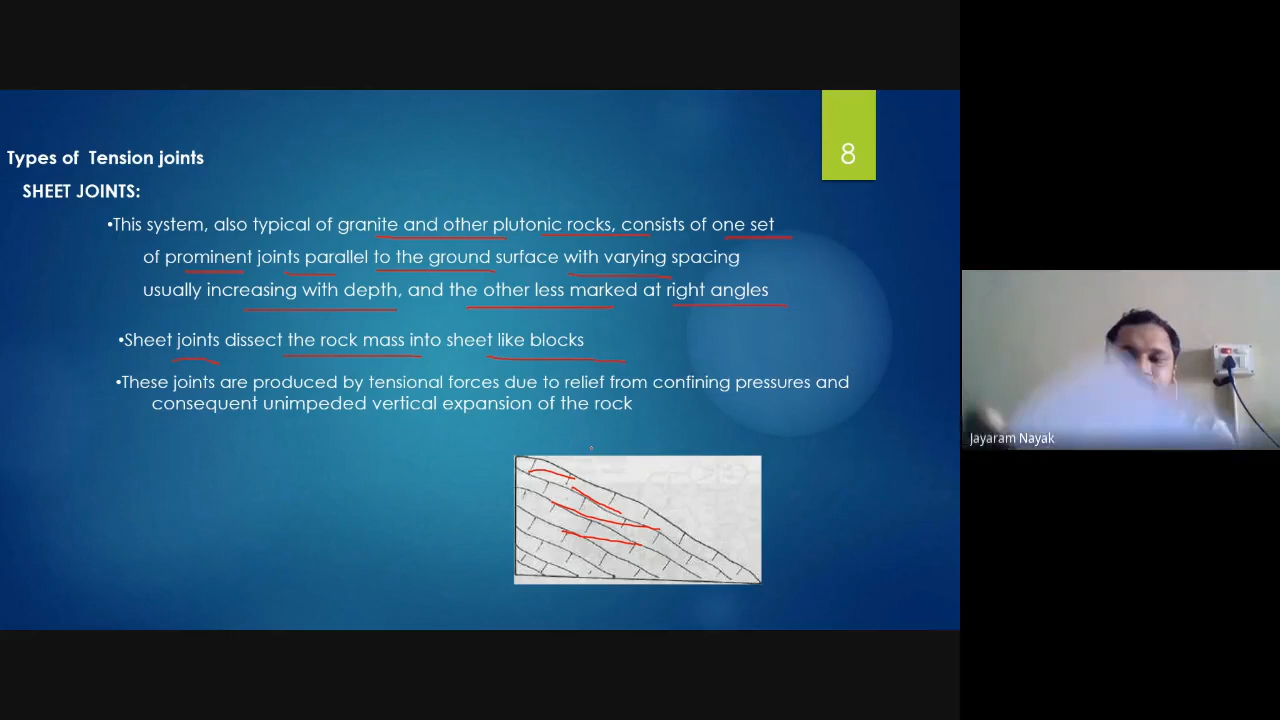 8
Types of Tension joints
SHEET JOINTS:
•This system, also typical of granite and other plutonic rocks, consists of one set
of prominent joints parallel to the ground surface with varying spacing
usually increasing with depth, and the other less marked at right angles
•Sheet joints dissect the rock mass into sheet like blocks
•These joints are produced by tensional forces due to relief from confining pressures and
consequent unimpeded vertical expansion of the rock
Jayaram Nayak